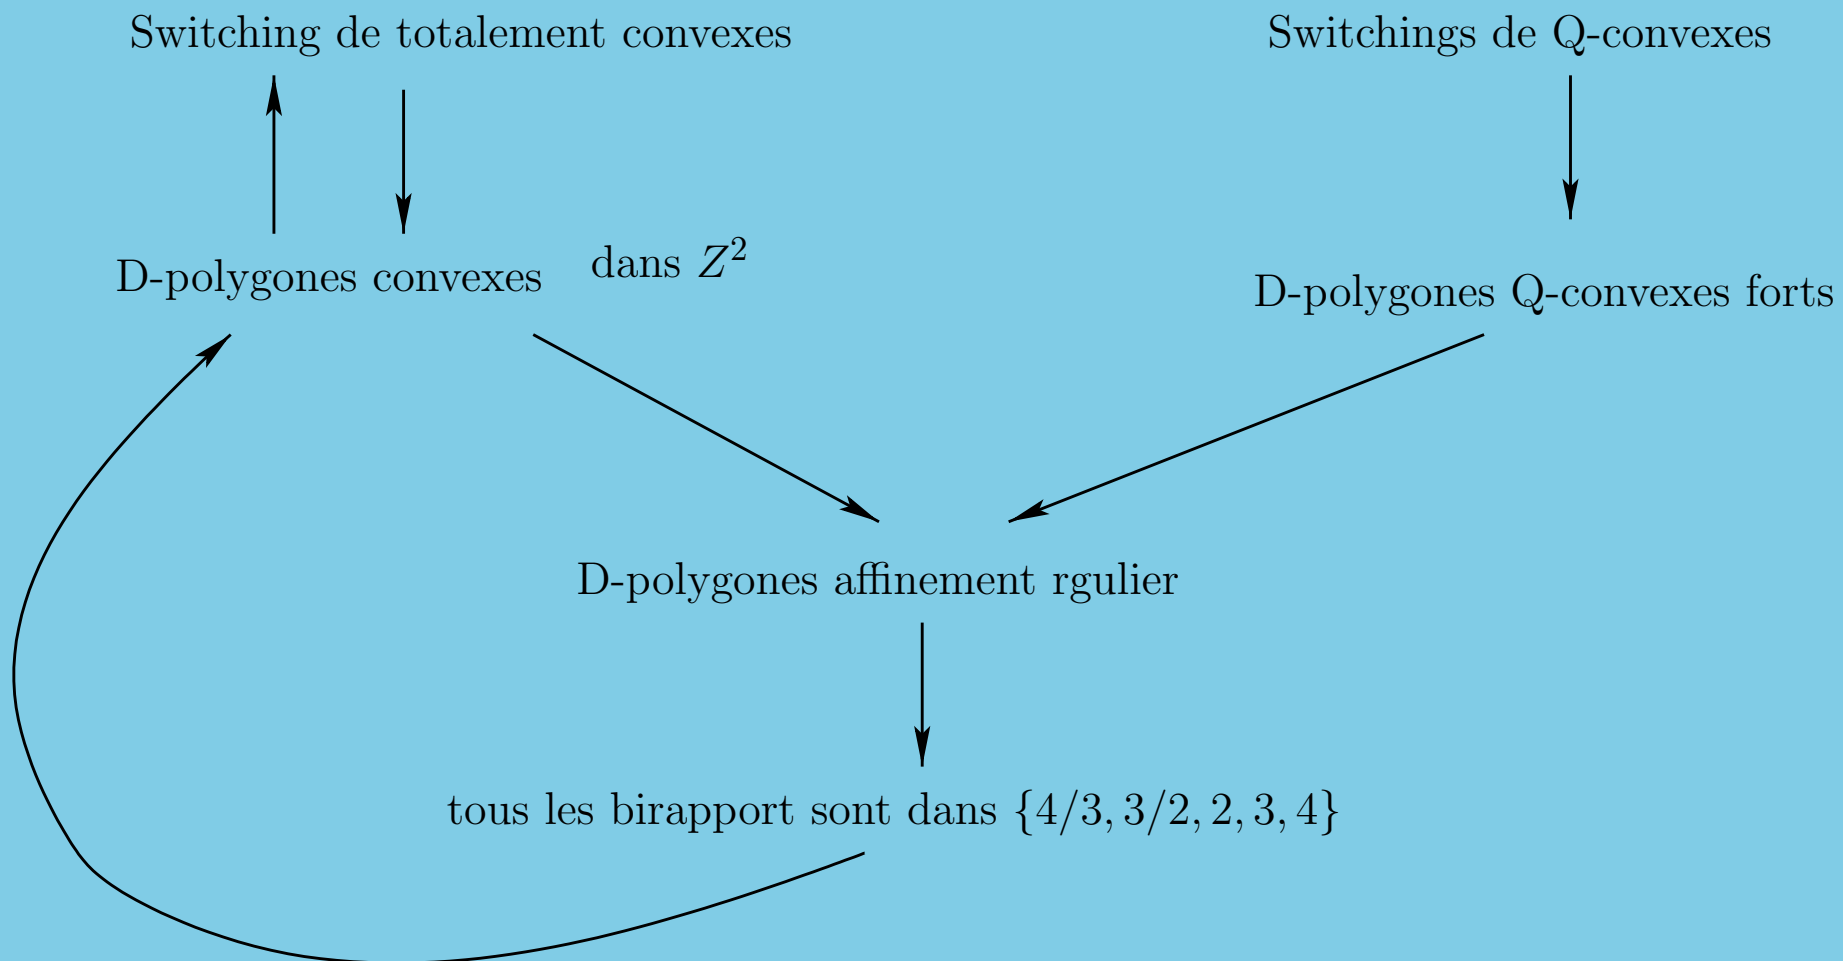 Switching de totalement convexes
Switchings de Q-convexes
D-polygones convexes
dans $Z^2$
D-polygones Q-convexes forts
D-polygones affinement rgulier
tous les birapport sont dans {4/3, 3/2, 2, 3, 4}